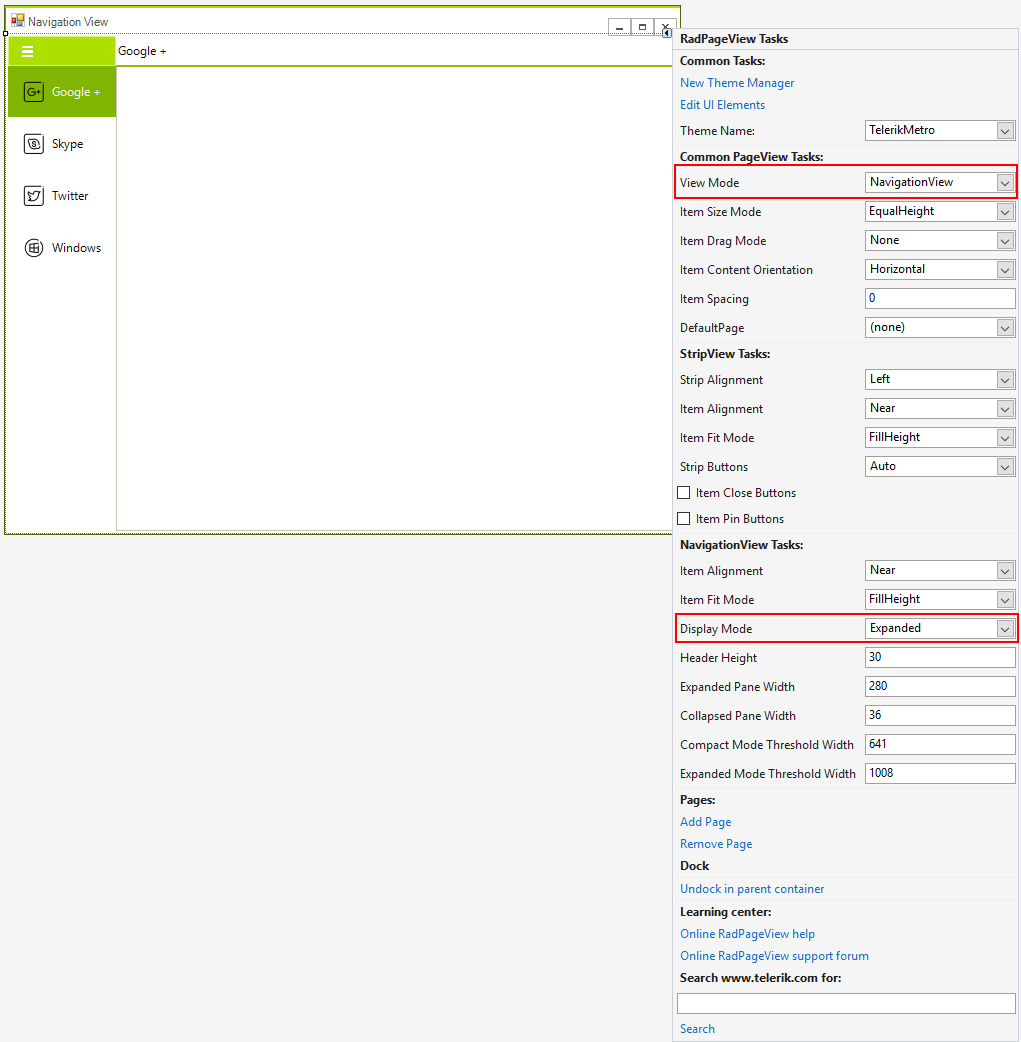 Navigation View
Google +
Google +
Skype
Twitter
Windows
RadPageView Tasks
Common Tasks:
New Theme Manager
Edit UI Elements
Theme Name: TelerikMetro
Common PageView Tasks:
View Mode NavigationView
Item Size Mode EqualHeight
Item Drag Mode None
Item Content Orientation Horizontal
Item Spacing 0
DefaultPage (none)
StripView Tasks:
Strip Alignment Left
Item Alignment Near
Item Fit Mode FillHeight
Strip Buttons Auto
Item Close Buttons
Item Pin Buttons
NavigationView Tasks:
Item Alignment Near
Item Fit Mode FillHeight
Display Mode Expanded
Header Height 30
Expanded Pane Width 280
Collapsed Pane Width 36
Compact Mode Threshold Width 641
Expanded Mode Threshold Width 1008
Pages:
Add Page
Remove Page
Dock
Undock in parent container
Learning center:
Online RadPageView help
Online RadPageView support forum
Search www.telerik.com for:
Search